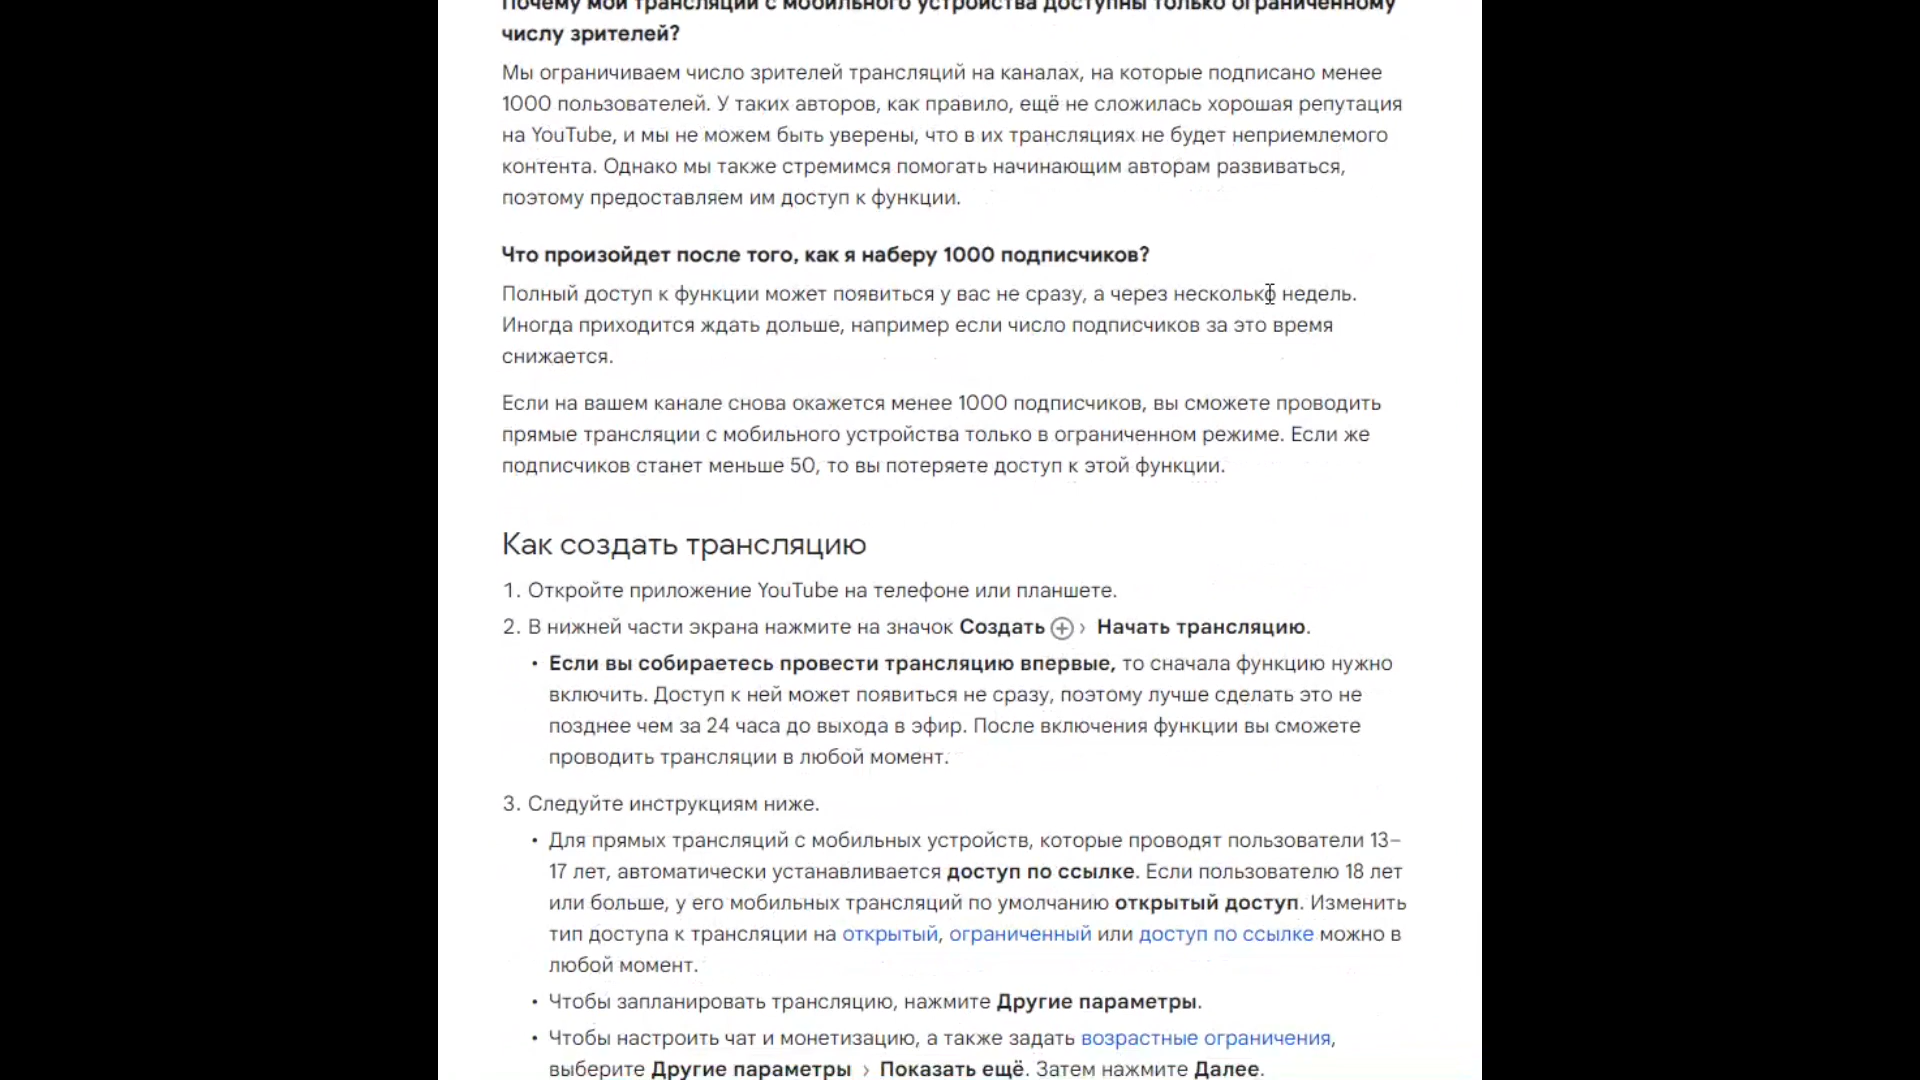 Почему мои трансляции с мобильного устройства доступны только ограниченному
числу зрителей?
Мы ограничиваем число зрителей трансляций на каналах, на которые подписано менее
1000 пользователей. У таких авторов, как правило, ещё не сложилась хорошая репутация
на YouTube, и мы не можем быть уверены, что в их трансляциях не будет неприемлемого
контента. Однако мы также стремимся помогать начинающим авторам развиваться,
поэтому предоставляем им доступ к функции.
Что произойдет после того, как я наберу 1000 подписчиков?
Полный доступ к функции может появиться у вас не сразу, а через несколько недель.
Иногда приходится ждать дольше, например если число подписчиков за это время
снижается.
Если на вашем канале снова окажется менее 1000 подписчиков, вы сможете проводить
прямые трансляции с мобильного устройства только в ограниченном режиме. Если же
подписчиков станет меньше 50, то вы потеряете доступ к этой функции.
Как создать трансляцию
1. Откройте приложение YouTube на телефоне или планшете.
2. В нижней части экрана нажмите на значок Создать ⊕ › Начать трансляцию.
• Если вы собираетесь провести трансляцию впервые, то сначала функцию нужно
включить. Доступ к ней может появиться не сразу, поэтому лучше сделать это не
позднее чем за 24 часа до выхода в эфир. После включения функции вы сможете
проводить трансляции в любой момент.
3. Следуйте инструкциям ниже.
• Для прямых трансляций с мобильных устройств, которые проводят пользователи 13–
17 лет, автоматически устанавливается доступ по ссылке. Если пользователю 18 лет
или больше, у его мобильных трансляций по умолчанию открытый доступ. Изменить
тип доступа к трансляции на открытый, ограниченный или доступ по ссылке можно в
любой момент.
• Чтобы запланировать трансляцию, нажмите Другие параметры.
• Чтобы настроить чат и монетизацию, а также задать возрастные ограничения,
выберите Другие параметры › Показать ещё. Затем нажмите Далее.